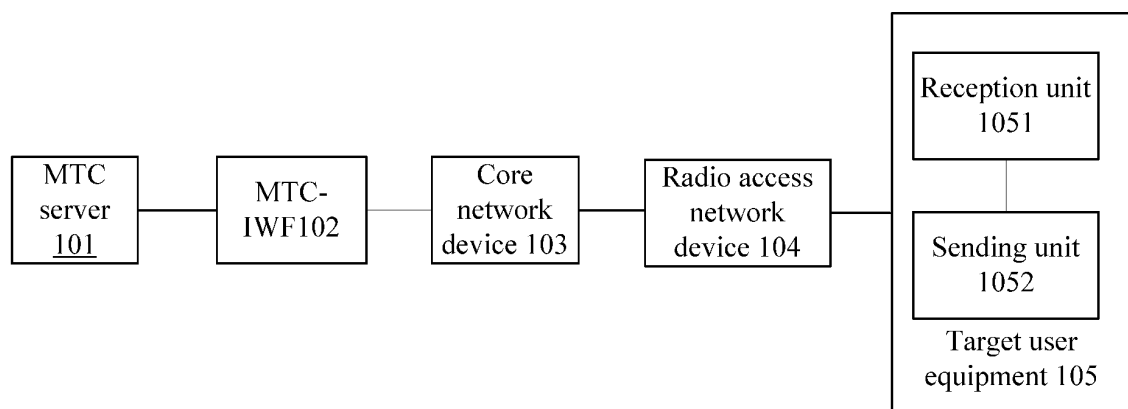 MTC
server
101
MTC-
IWF102
Core
network
device 103
Radio access
network
device 104
Reception unit
1051
Sending unit
1052
Target user
equipment 105